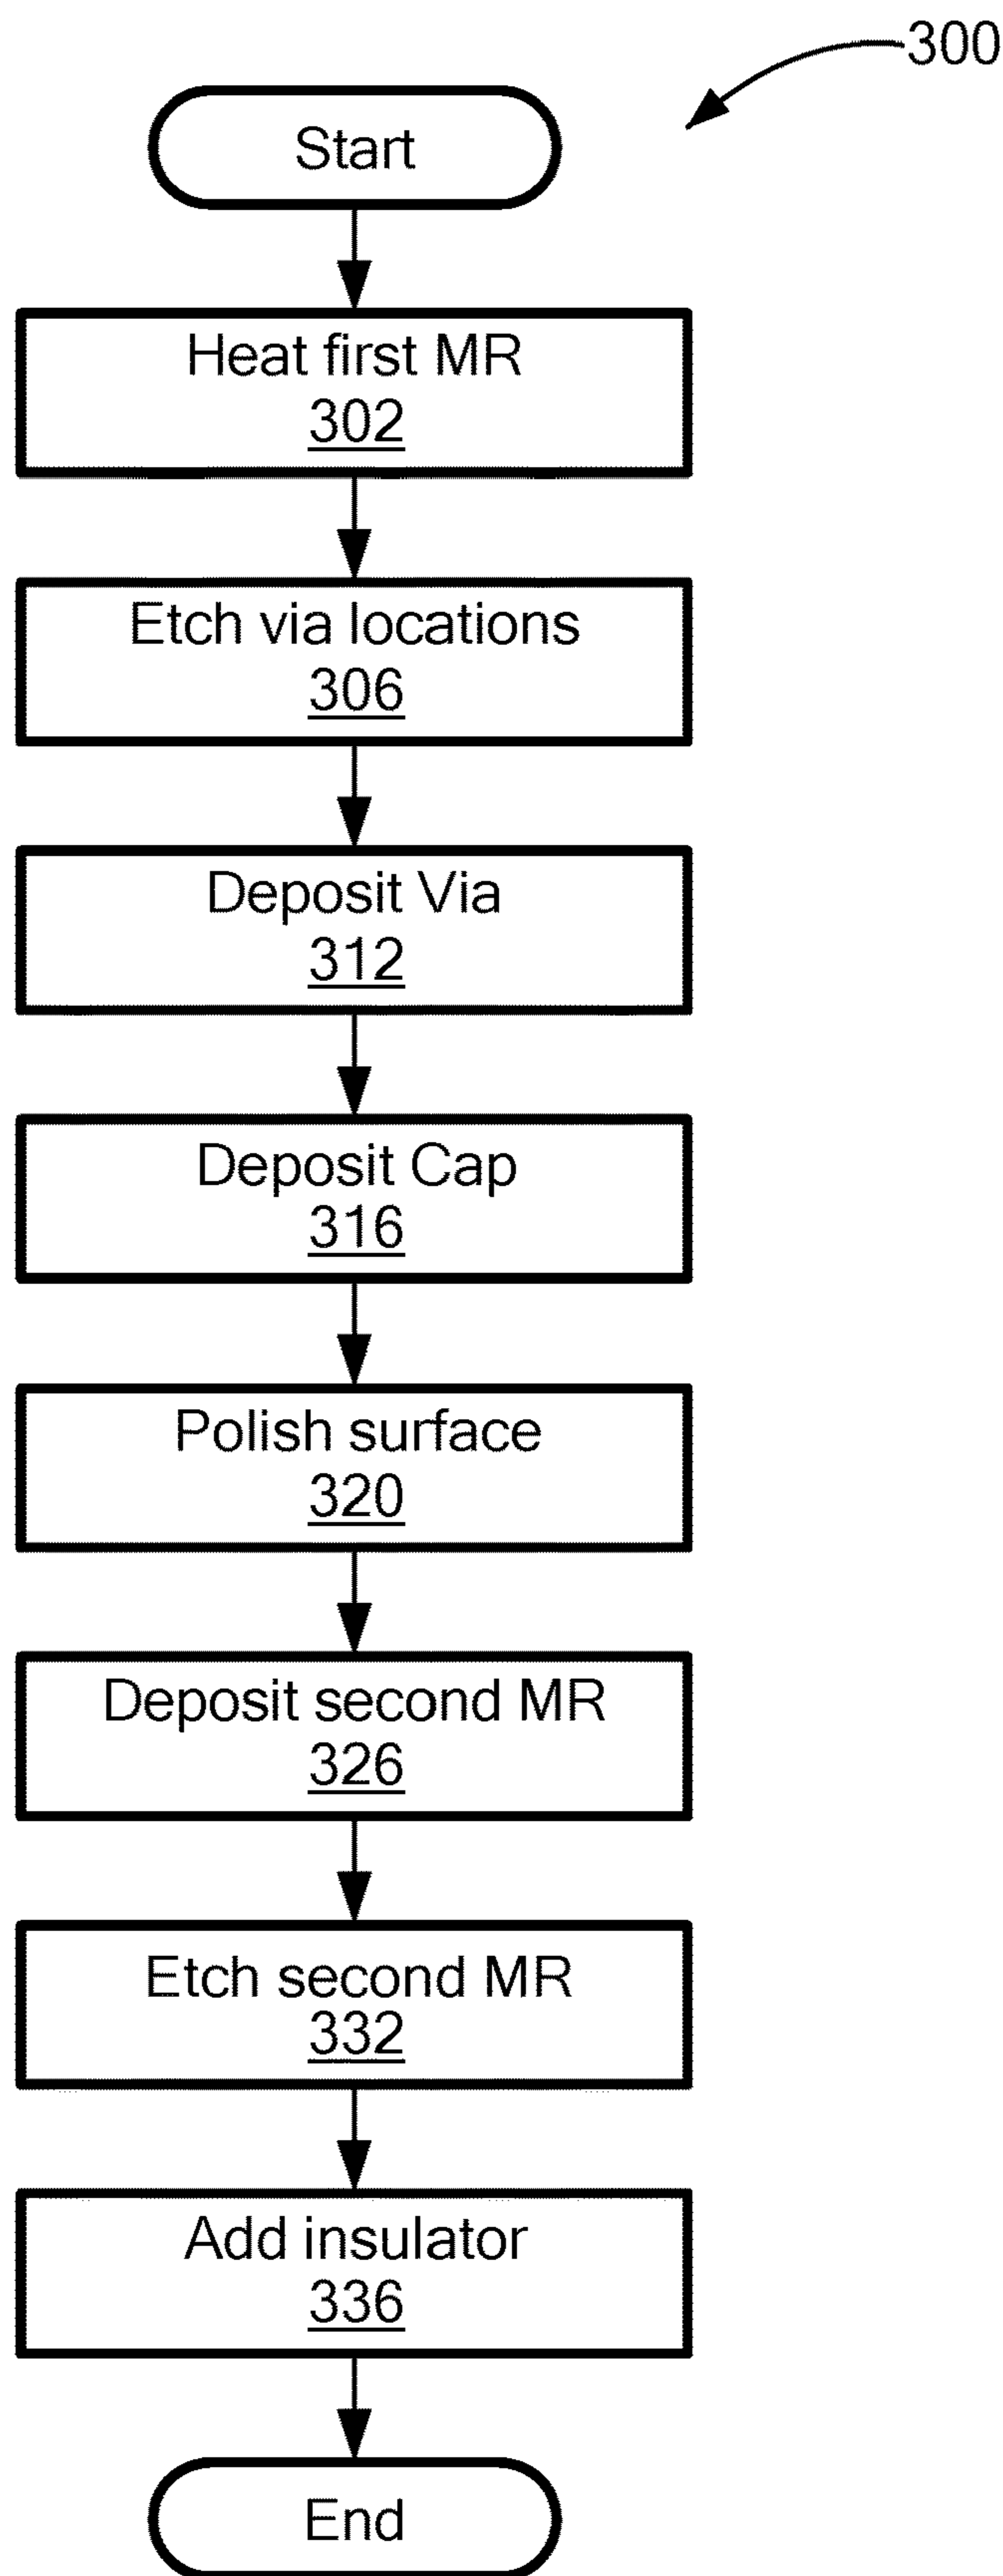 300
Start
Heat first MR
302
Etch via locations
306
Deposit Via
312
Deposit Cap
316
Polish surface
320
Deposit second MR
326
Etch second MR
332
Add insulator
336
End